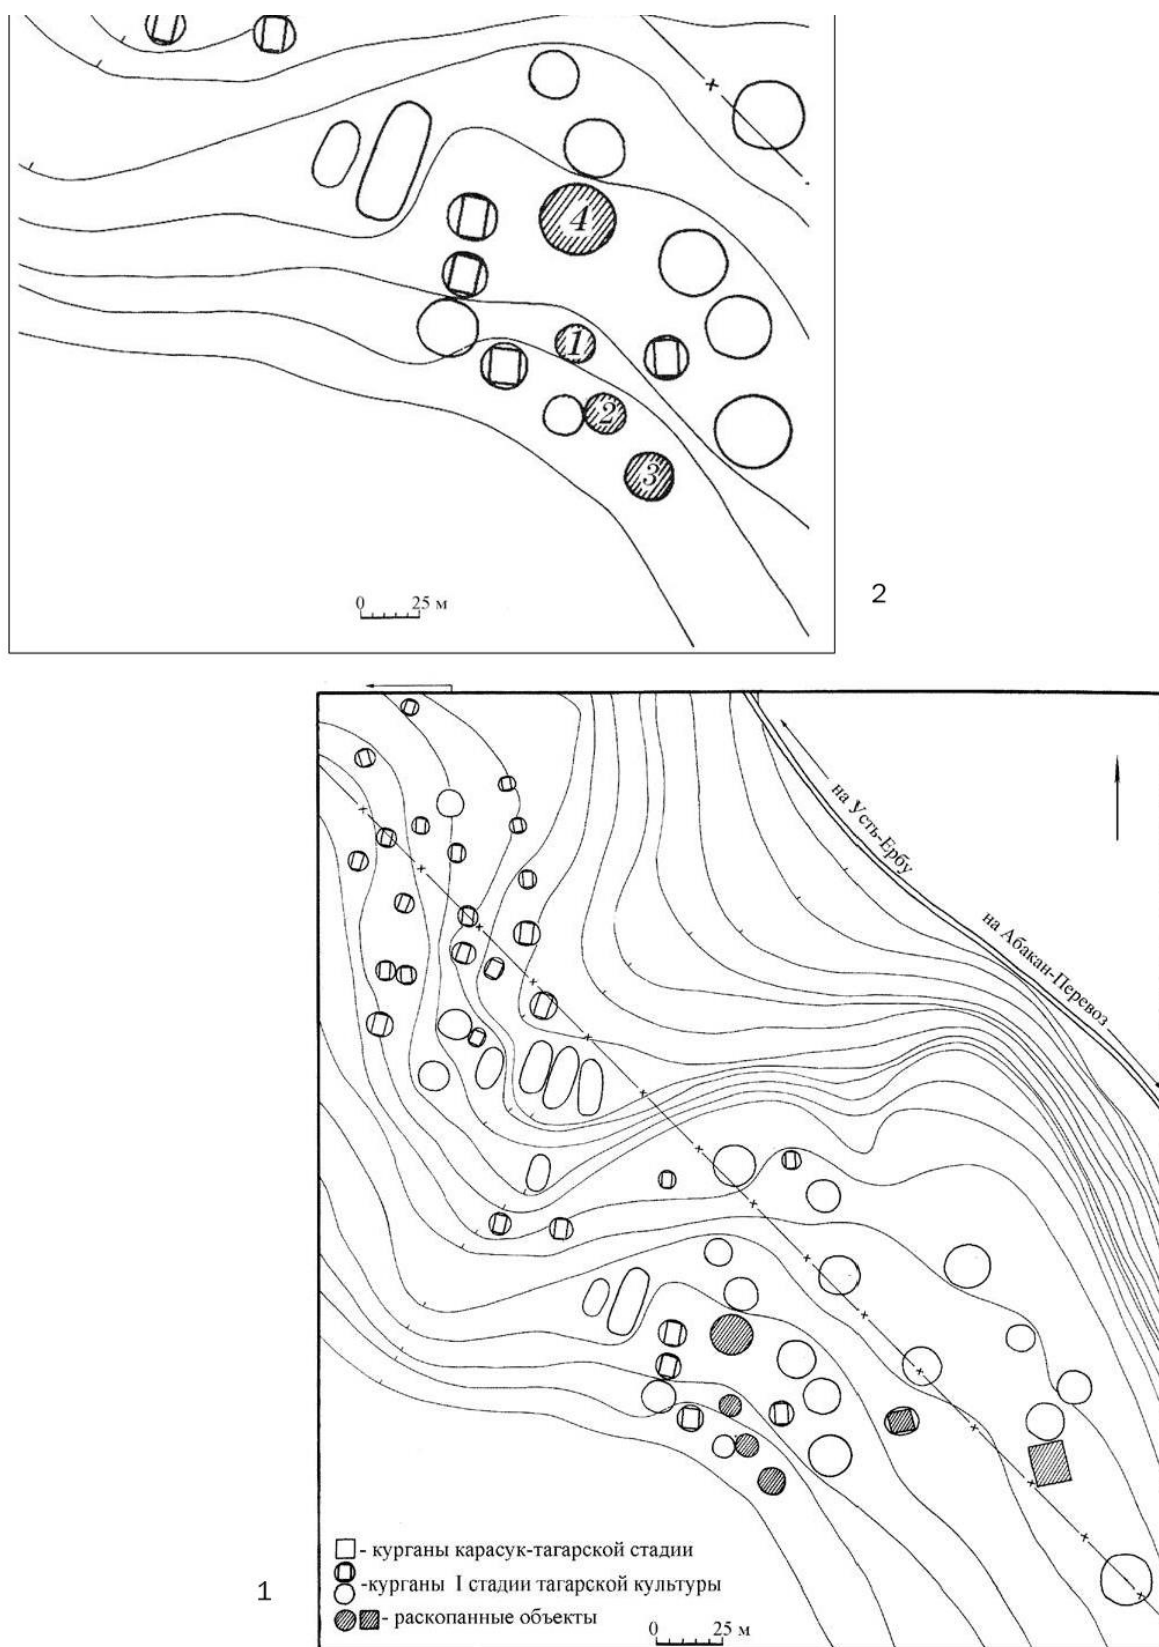 4
1
2
3
0 25 м
2
на Усть-Ербу
на Абакан-Перевоз
- курганы карасук-тагарской стадии
-курганы I стадии тагарской культуры
- раскопанные объекты
1
0 25 м